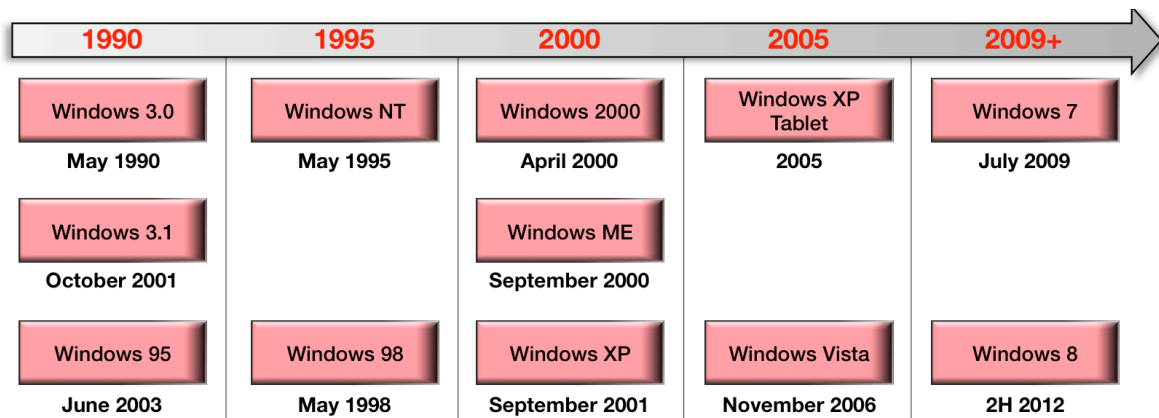 1990
1995
2000
2005
2009+
Windows 3.0
May 1990
Windows 3.1
October 2001
Windows 95
June 2003
Windows NT
May 1995
Windows 98
May 1998
Windows 2000
April 2000
Windows ME
September 2000
Windows XP
September 2001
Windows XP
Tablet
2005
Windows Vista
November 2006
Windows 7
July 2009
Windows 8
2H 2012